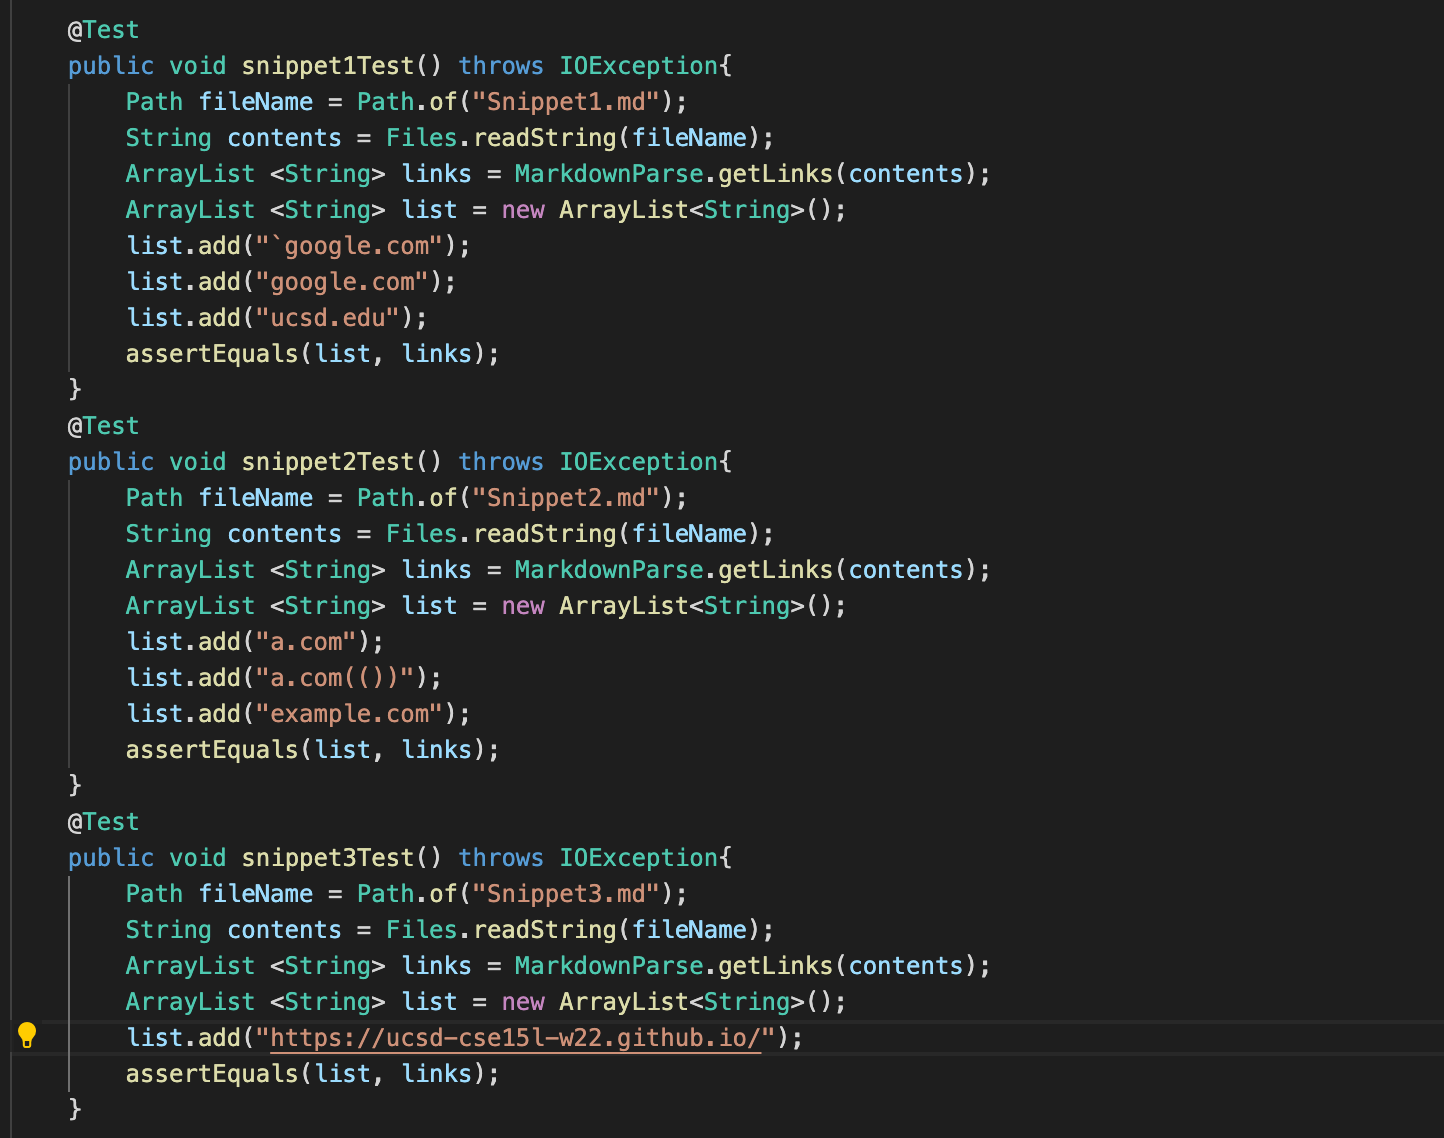 @Test
public void snippet1Test() throws IOException{
    Path fileName = Path.of("Snippet1.md");
    String contents = Files.readString(fileName);
    ArrayList <String> links = MarkdownParse.getLinks(contents);
    ArrayList <String> list = new ArrayList<String>();
    list.add("`google.com");
    list.add("google.com");
    list.add("ucsd.edu");
    assertEquals(list, links);
}
@Test
public void snippet2Test() throws IOException{
    Path fileName = Path.of("Snippet2.md");
    String contents = Files.readString(fileName);
    ArrayList <String> links = MarkdownParse.getLinks(contents);
    ArrayList <String> list = new ArrayList<String>();
    list.add("a.com");
    list.add("a.com(())");
    list.add("example.com");
    assertEquals(list, links);
}
@Test
public void snippet3Test() throws IOException{
    Path fileName = Path.of("Snippet3.md");
    String contents = Files.readString(fileName);
    ArrayList <String> links = MarkdownParse.getLinks(contents);
    ArrayList <String> list = new ArrayList<String>();
    list.add("https://ucsd-cse15l-w22.github.io/");
    assertEquals(list, links);
}